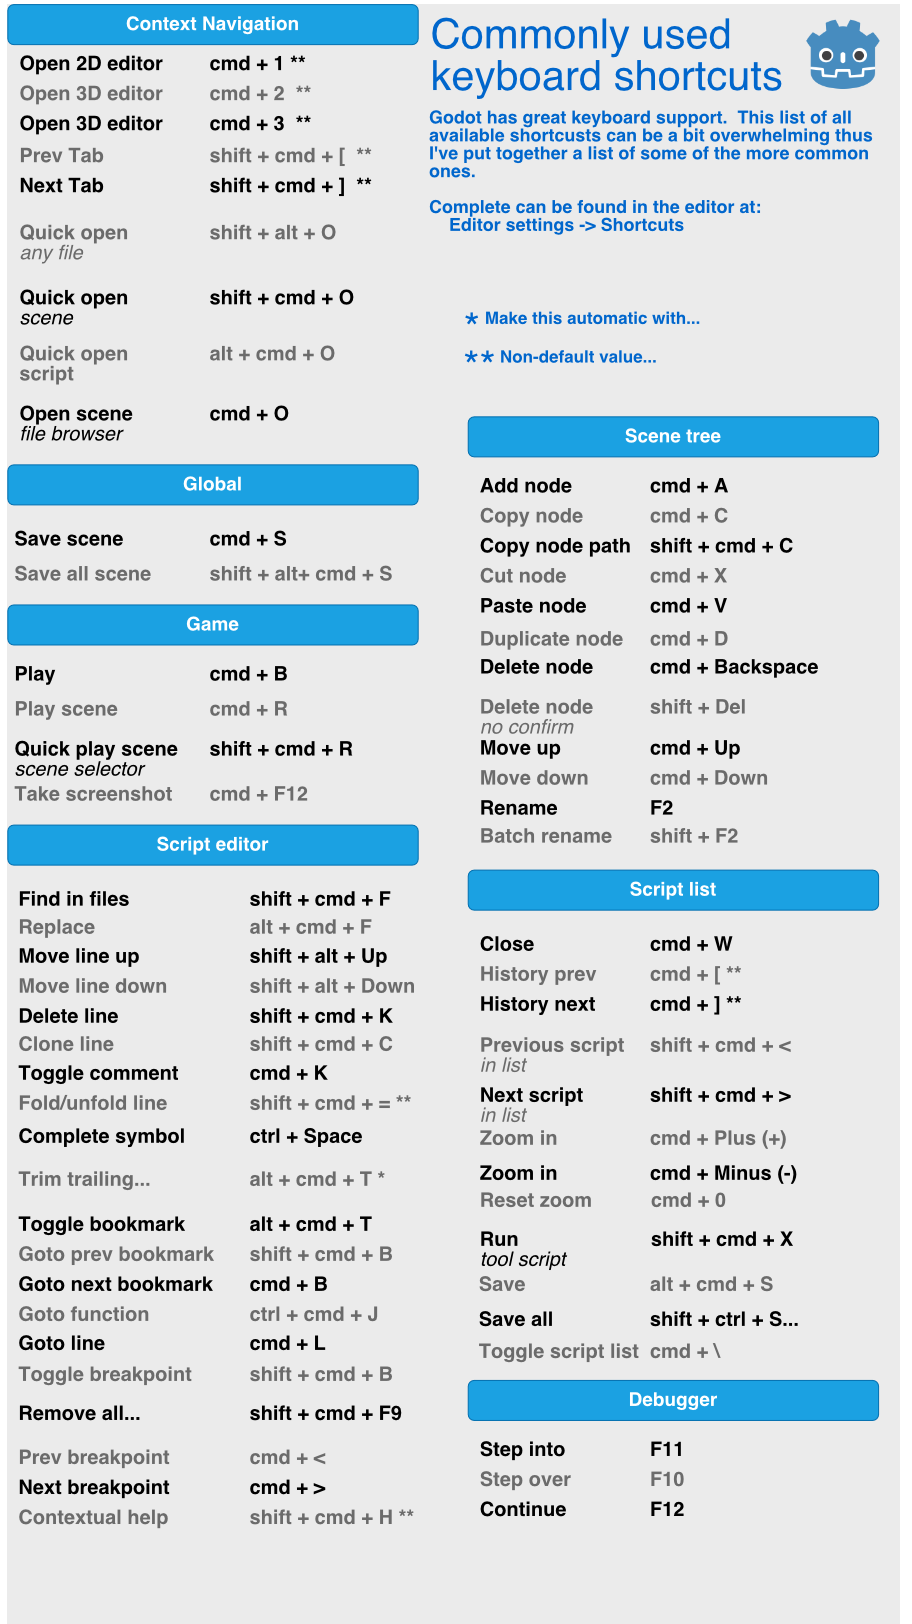 Context Navigation
Open 2D editor cmd + 1 **
Open 3D editor cmd + 2 **
Open 3D editor cmd + 3 **
Prev Tab shift + cmd + [ **
Next Tab shift + cmd + ] **
Quick open shift + alt + O
any file
Quick open shift + cmd + O
scene
Quick open alt + cmd + O
script
Open scene cmd + O
file browser
Global
Save scene cmd + S
Save all scene shift + alt+ cmd + S
Game
Play cmd + B
Play scene cmd + R
Quick play scene shift + cmd + R
scene selector
Take screenshot cmd + F12
Script editor
Find in files shift + cmd + F
Replace alt + cmd + F
Move line up shift + alt + Up
Move line down shift + alt + Down
Delete line shift + cmd + K
Clone line shift + cmd + C
Toggle comment cmd + K
Fold/unfold line shift + cmd + = **
Complete symbol ctrl + Space
Trim trailing... alt + cmd + T *
Toggle bookmark alt + cmd + T
Goto prev bookmark shift + cmd + B
Goto next bookmark cmd + B
Goto function ctrl + cmd + J
Goto line cmd + L
Toggle breakpoint shift + cmd + B
Remove all... shift + cmd + F9
Prev breakpoint cmd + <
Next breakpoint cmd + >
Contextual help shift + cmd + H **
Commonly used
keyboard shortcuts
Godot has great keyboard support. This list of all
available shortcusts can be a bit overwhelming thus
I've put together a list of some of the more common
ones.
Complete can be found in the editor at:
Editor settings -> Shortcuts
* Make this automatic with...
** Non-default value...
Scene tree
Add node cmd + A
Copy node cmd + C
Copy node path shift + cmd + C
Cut node cmd + X
Paste node cmd + V
Duplicate node cmd + D
Delete node cmd + Backspace
Delete node shift + Del
no confirm
Move up cmd + Up
Move down cmd + Down
Rename F2
Batch rename shift + F2
Script list
Close cmd + W
History prev cmd + [ **
History next cmd + ] **
Previous script shift + cmd + <
in list
Next script shift + cmd + >
in list
Zoom in cmd + Plus (+)
Zoom in cmd + Minus (-)
Reset zoom cmd + 0
Run shift + cmd + X
tool script
Save alt + cmd + S
Save all shift + ctrl + S...
Toggle script list cmd + \
Debugger
Step into F11
Step over F10
Continue F12